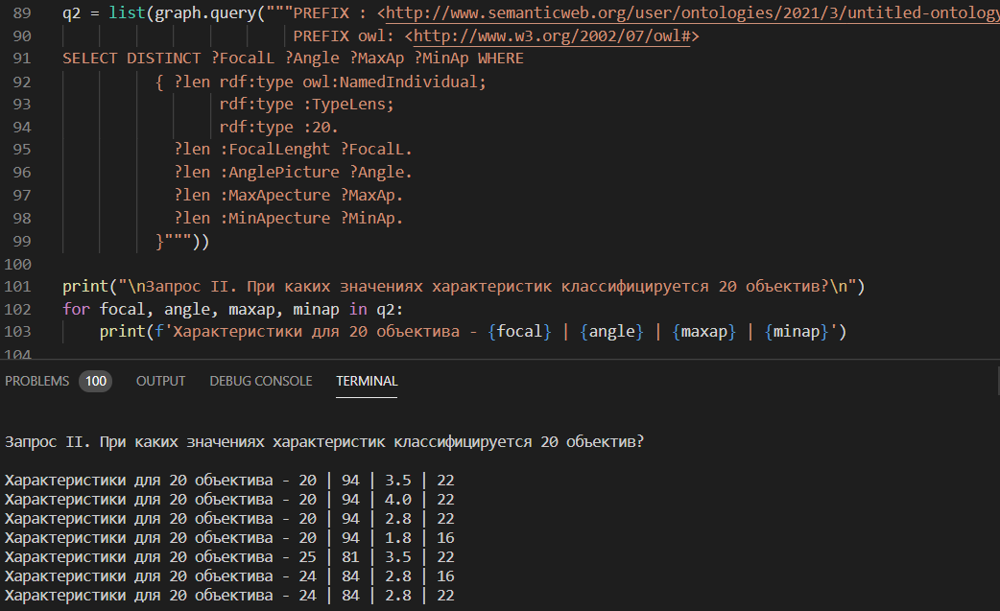 89 q2 = list(graph.query("""PREFIX : <http://www.semanticweb.org/user/ontologies/2021/3/untitled-ontology
90 PREFIX owl: <http://www.w3.org/2002/07/owl#>
91 SELECT DISTINCT ?FocalL ?Angle ?MaxAp ?MinAp WHERE
92 { ?len rdf:type owl:NamedIndividual;
93 rdf:type :TypeLens;
94 rdf:type :20.
95 ?len :FocalLenght ?FocalL.
96 ?len :AnglePicture ?Angle.
97 ?len :MaxApecture ?MaxAp.
98 ?len :MinApecture ?MinAp.
99 }"""))
100
101 print("\nЗапрос II. При каких значениях характеристик классифицируется 20 объектив?\n")
102 for focal, angle, maxap, minap in q2:
103 print(f'Характеристики для 20 объектива - {focal} | {angle} | {maxap} | {minap}')
104
PROBLEMS 100 OUTPUT DEBUG CONSOLE TERMINAL
Запрос II. При каких значениях характеристик классифицируется 20 объектив?
Характеристики для 20 объектива - 20 | 94 | 3.5 | 22
Характеристики для 20 объектива - 20 | 94 | 4.0 | 22
Характеристики для 20 объектива - 20 | 94 | 2.8 | 22
Характеристики для 20 объектива - 20 | 94 | 1.8 | 16
Характеристики для 20 объектива - 25 | 81 | 3.5 | 22
Характеристики для 20 объектива - 24 | 84 | 2.8 | 16
Характеристики для 20 объектива - 24 | 84 | 2.8 | 22